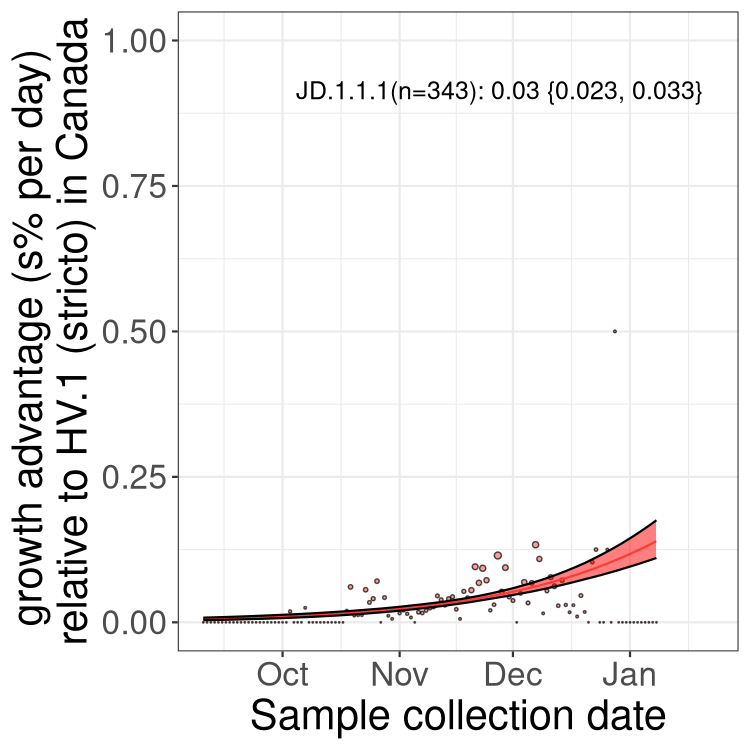 growth advantage (s% per day)
relative to HV.1 (stricto) in Canada
1.00
JD.1.1.1(n=343): 0.03 {0.023, 0.033}
0.75
0.50
0.25
0.00
Oct Nov Dec Jan
Sample collection date